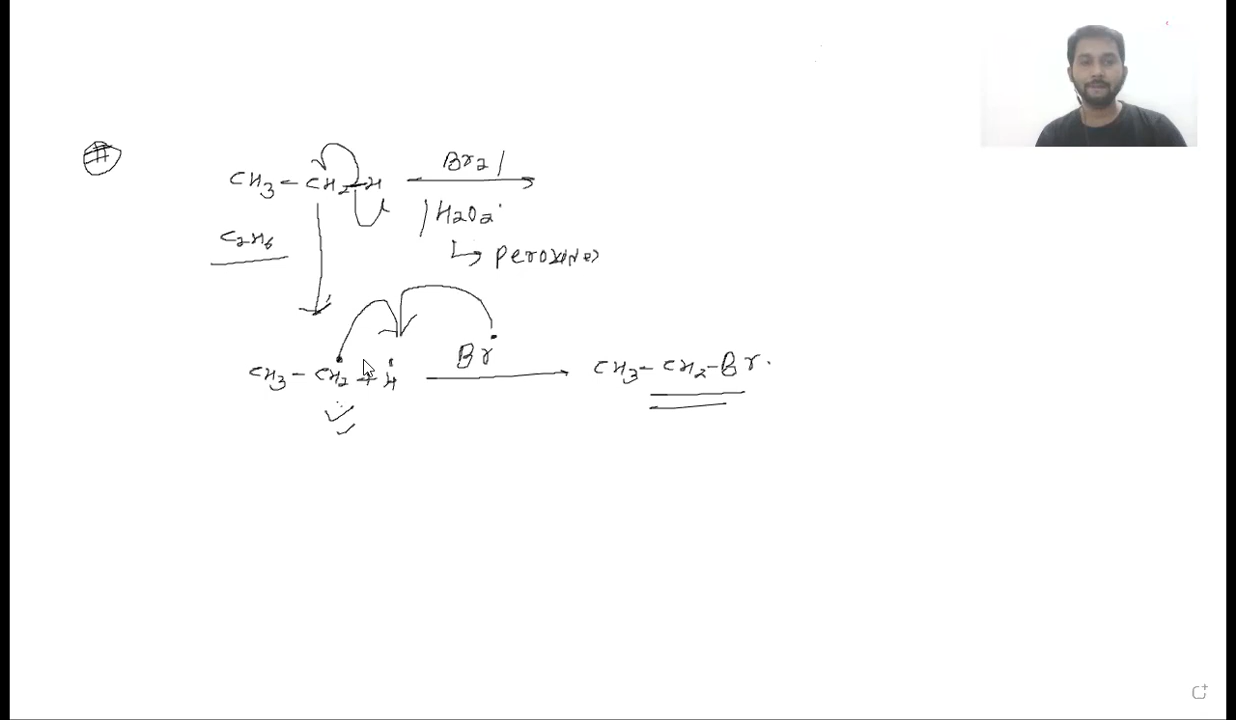 #
CH3-CH2-H Br2/
/H2O2
C2H6
↳ peroxides
CH3-CH2 + H Br CH3-CH2-Br.